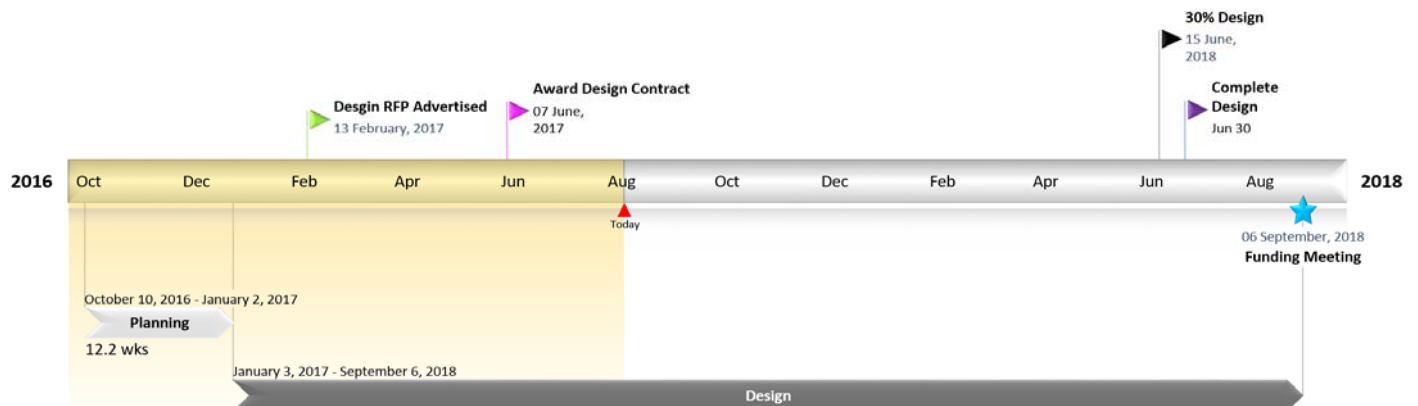 30% Design
15 June,
2018
Desgin RFP Advertised
13 February, 2017
Award Design Contract
07 June,
2017
Complete
Design
Jun 30
2016 Oct Dec Feb Apr Jun Aug Oct Dec Feb Apr Jun Aug 2018
Today
06 September, 2018
Funding Meeting
October 10, 2016 - January 2, 2017
Planning
12.2 wks
January 3, 2017 - September 6, 2018
Design